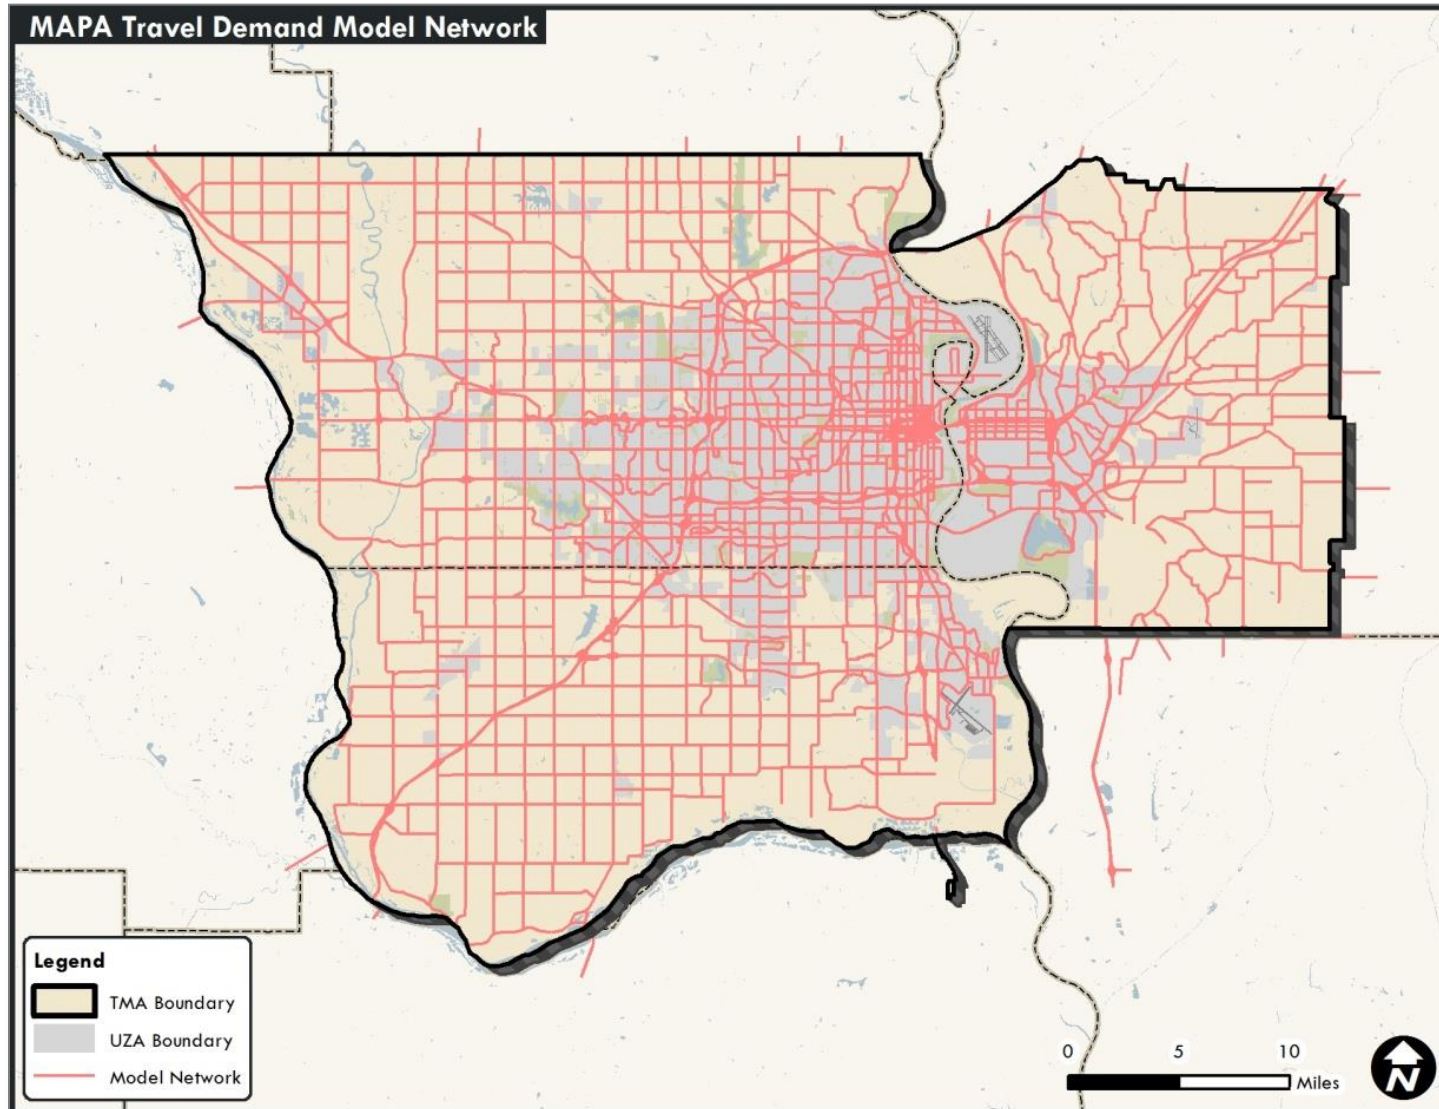 MAPA Travel Demand Model Network
Legend
TMA Boundary
UZA Boundary
Model Network
0 5 10
Miles
N